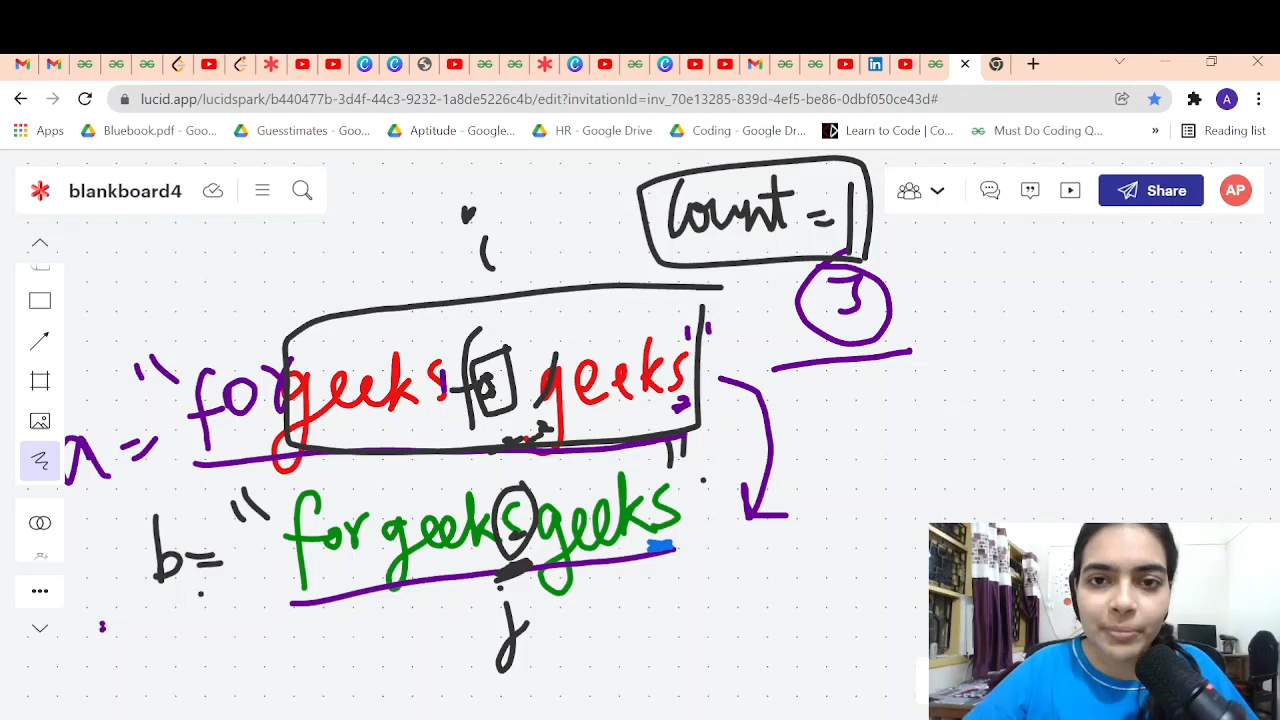 lucid.app/lucidspark/b440477b-3d4f-44c3-9232-1a8de5226c4b/edit?invitationId=inv_70e13285-839d-4ef5-be86-0dbf050ce43d#
A
Apps
Bluebook.pdf - Goo...
Guesstimates - Goo...
Aptitude - Google...
HR - Google Drive
Coding - Google Dr...
Learn to Code | Co...
Must Do Coding Q...
»
Reading list
blankboard4
Share
AP
count = 1
i
3
a = "forgeeksforgeeks"
b = "forgeeksgeeks"
j